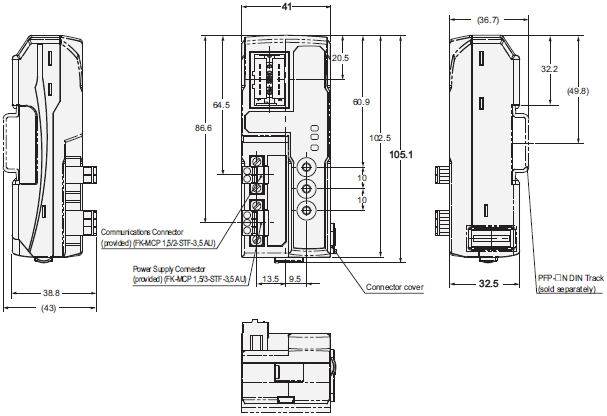 41
(36.7)
20.5
32.2
64.5
60.9
(49.8)
86.6
102.5
105.1
10
10
Communications Connector
(provided) (FK-MCP 1,5/2-STF-3,5 AU)
Power Supply Connector
(provided) (FK-MCP 1,5/3-STF-3,5 AU)
13.5
9.5
Connector cover
PFP-□N DIN Track
(sold separately)
38.8
32.5
(43)